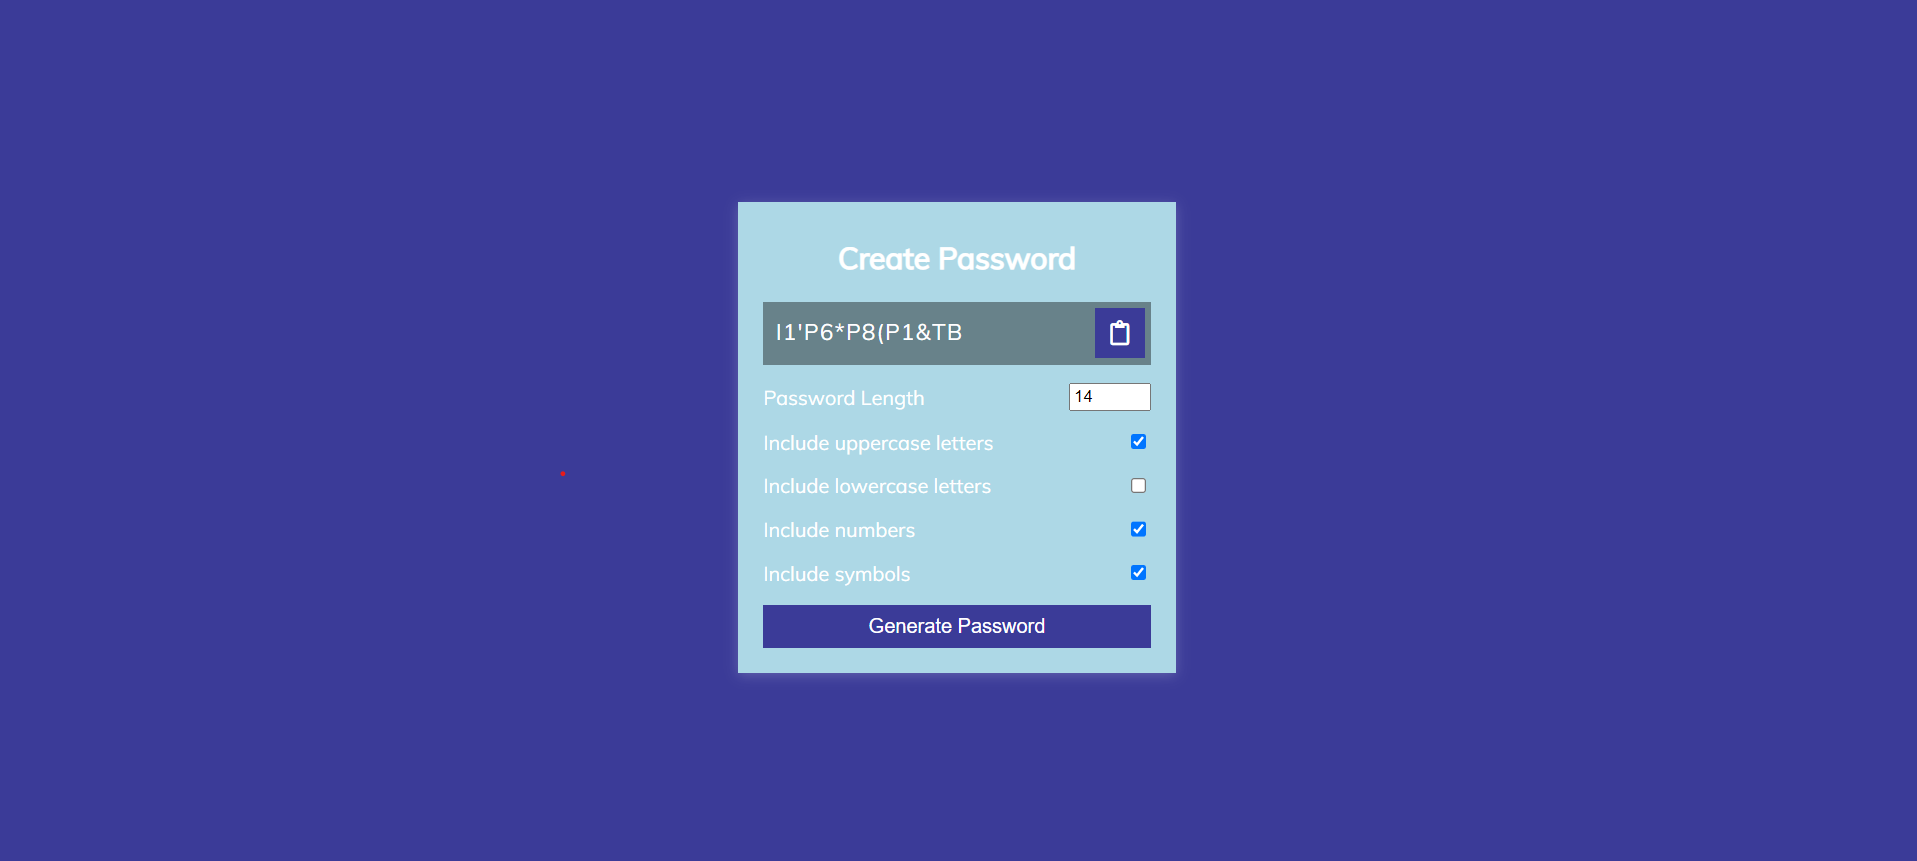 Create Password
I1'P6*P8(P1&TB
Password Length 14
Include uppercase letters
Include lowercase letters
Include numbers
Include symbols
Generate Password